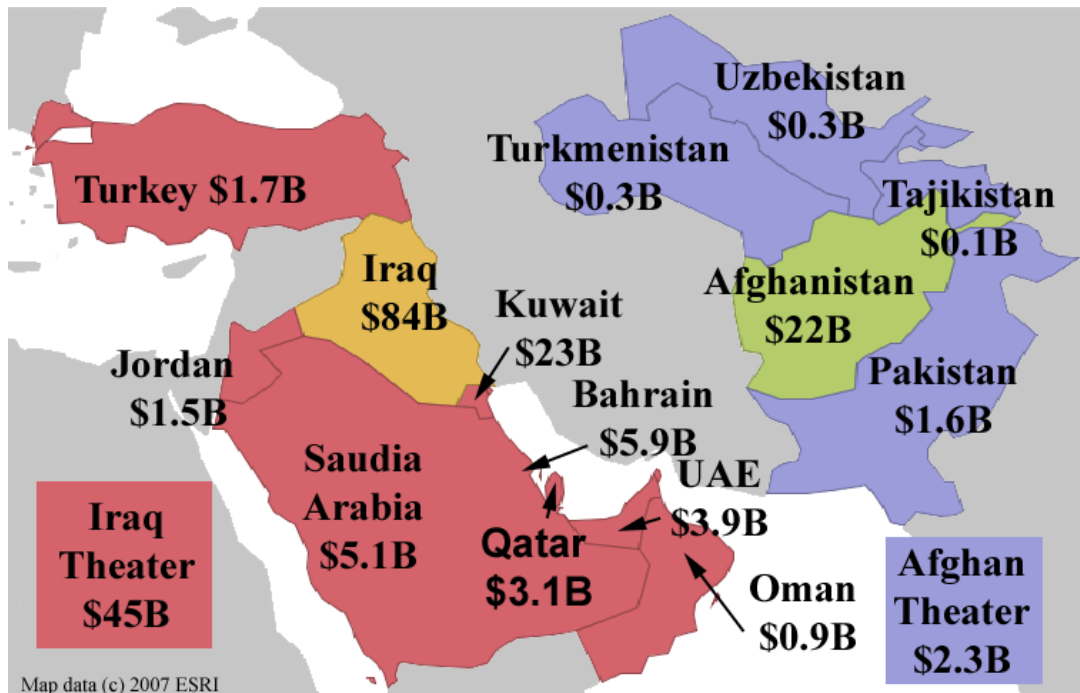 Uzbekistan
$0.3B
Turkmenistan
$0.3B
Turkey $1.7B
Tajikistan
$0.1B
Iraq
$84B
Afghanistan
$22B
Kuwait
$23B
Jordan
$1.5B
Pakistan
$1.6B
Bahrain
$5.9B
Saudia
Arabia
$5.1B
UAE
$3.9B
Qatar
$3.1B
Iraq
Theater
$45B
Oman
$0.9B
Afghan
Theater
$2.3B
Map data (c) 2007 ESRI